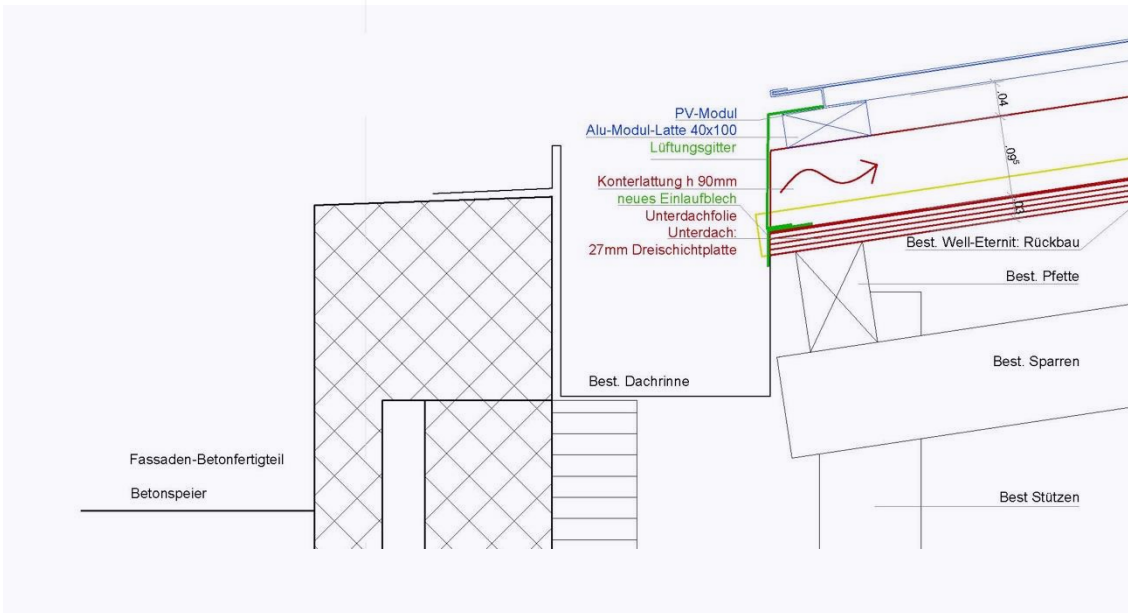 PV-Modul
Alu-Modul-Latte 40x100
Lüftungsgitter
Konterlattung h 90mm
neues Einlaufblech
Unterdachfolie
Unterdach:
27mm Dreischichtplatte
.04
.09⁵
.03
Best. Well-Eternit: Rückbau
Best. Pfette
Best. Sparren
Best. Dachrinne
Fassaden-Betonfertigteil
Betonspeier
Best Stützen